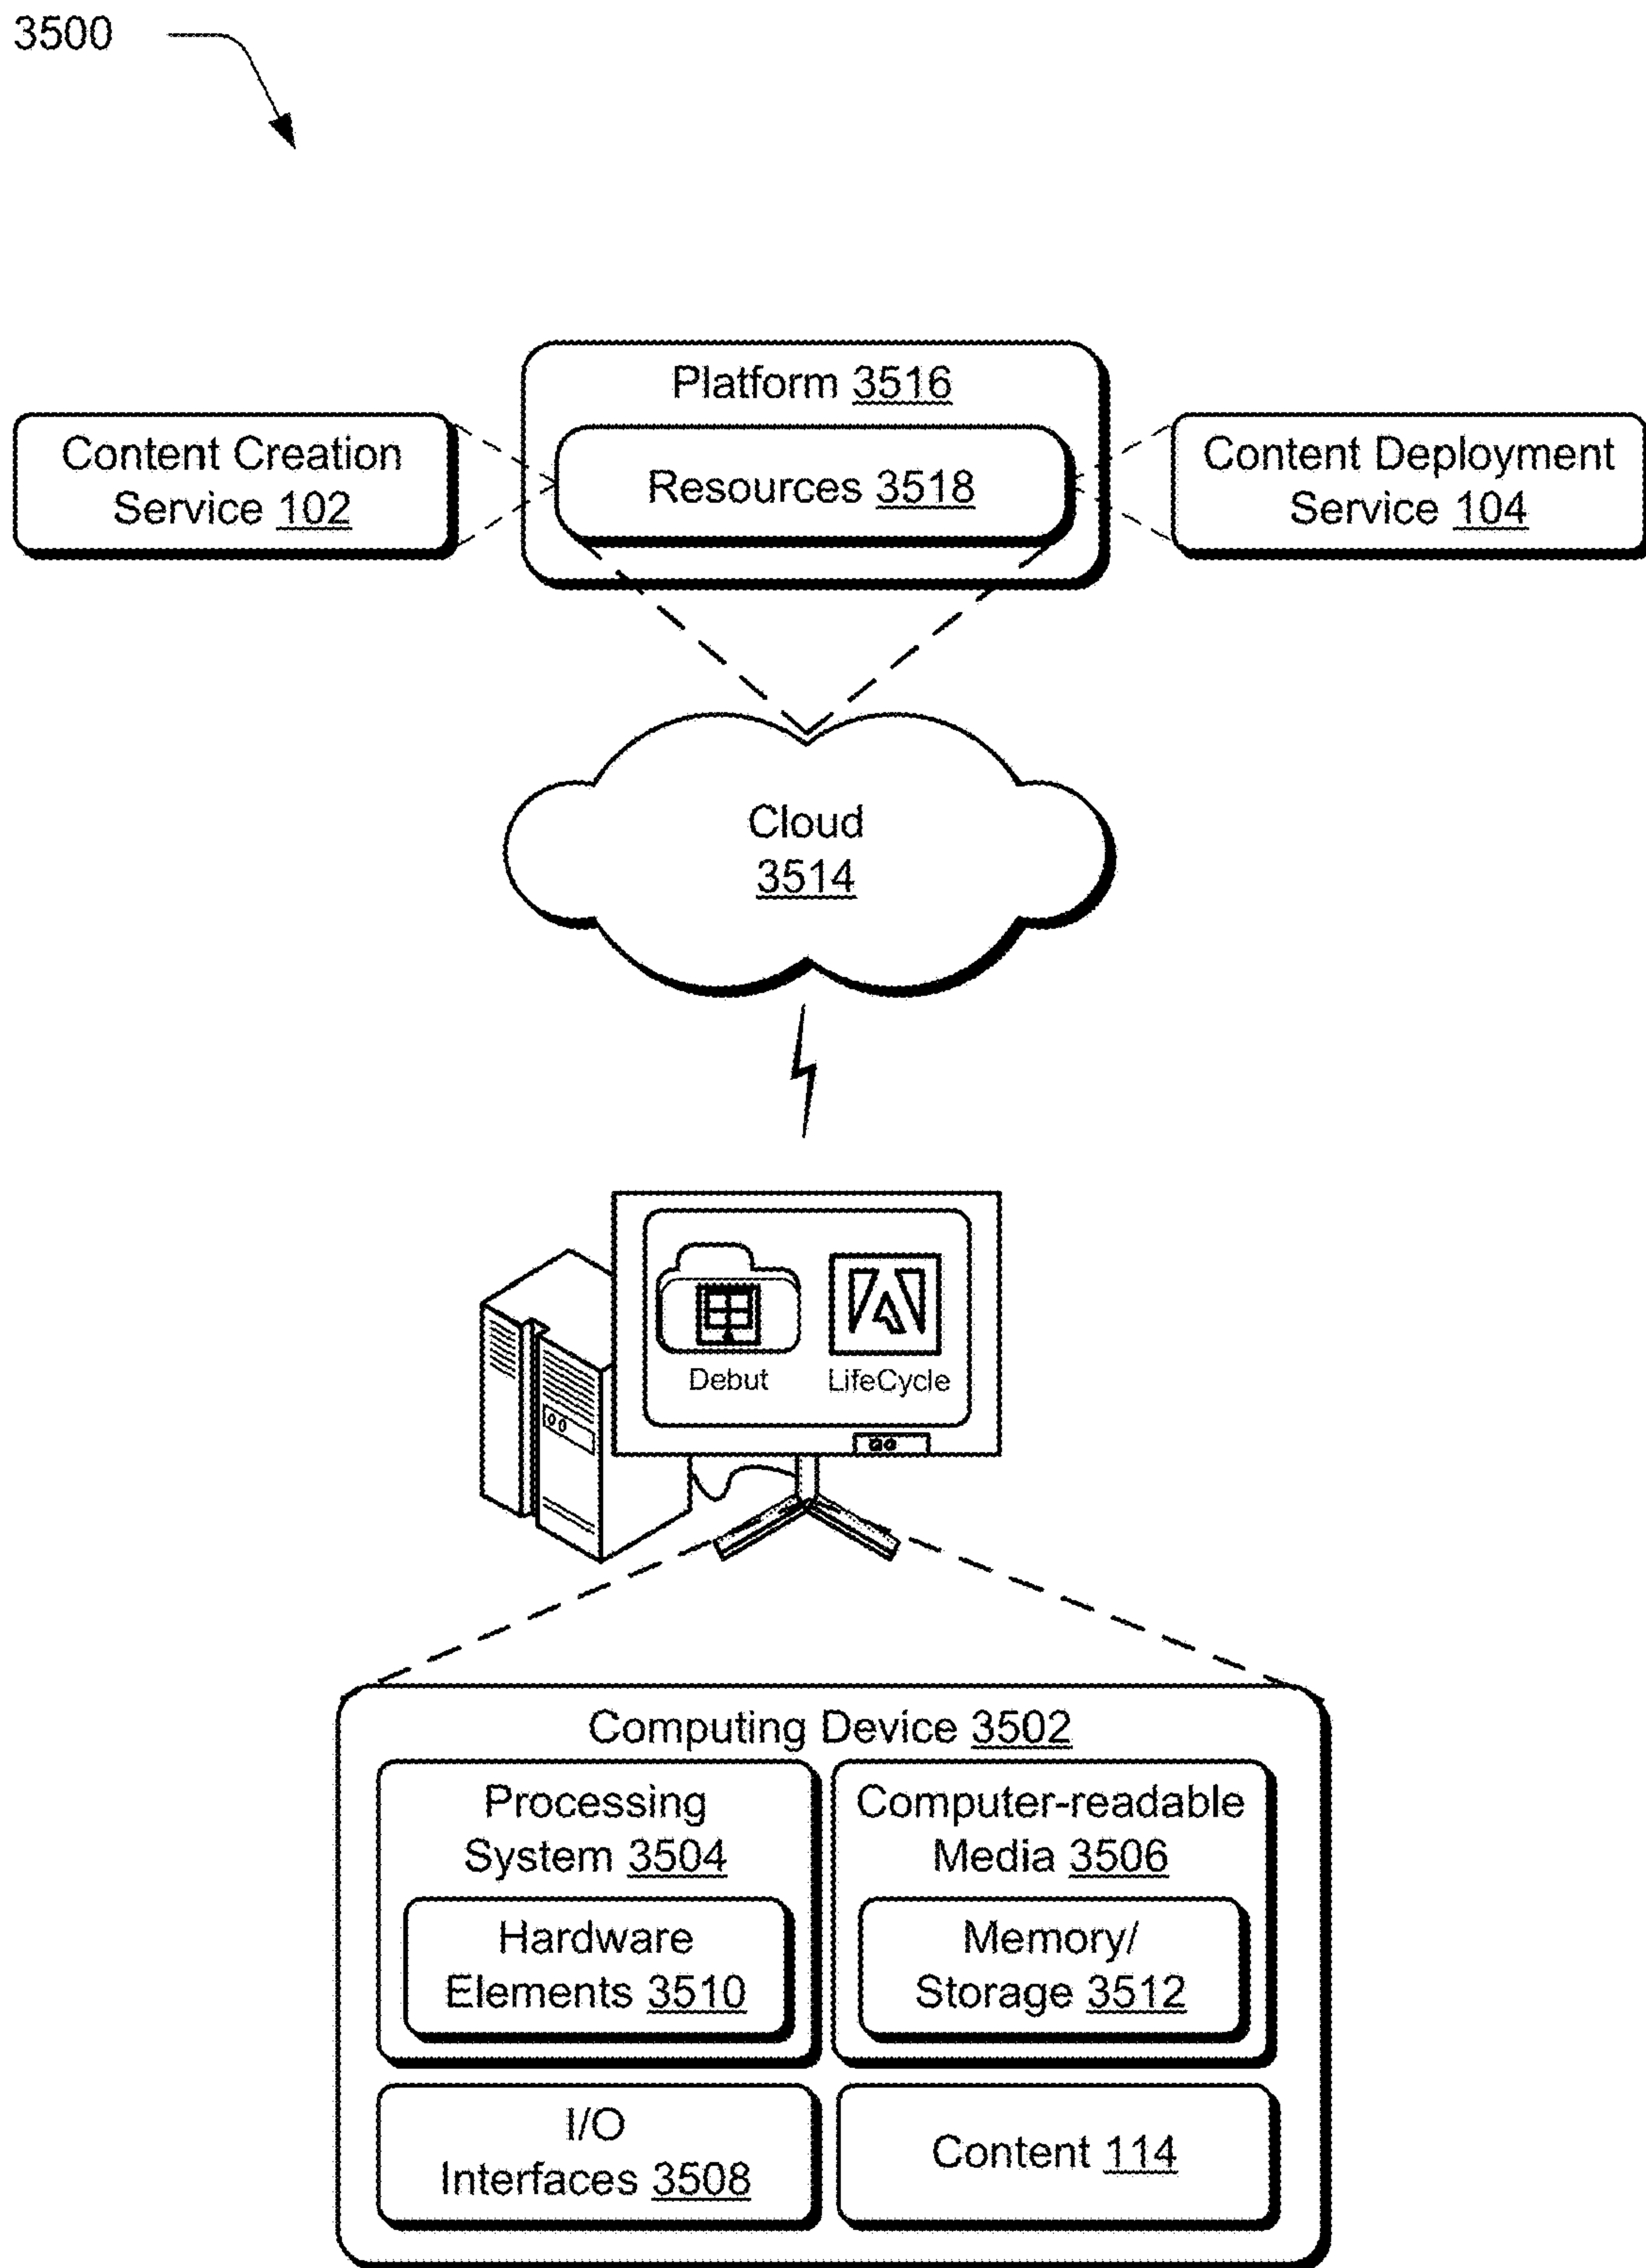 3500
Platform 3516
Resources 3518
Content Creation
Service 102
Content Deployment
Service 104
Cloud
3514
Debut
LifeCycle
Computing Device 3502
Processing
System 3504
Hardware
Elements 3510
Computer-readable
Media 3506
Memory/
Storage 3512
I/O
Interfaces 3508
Content 114